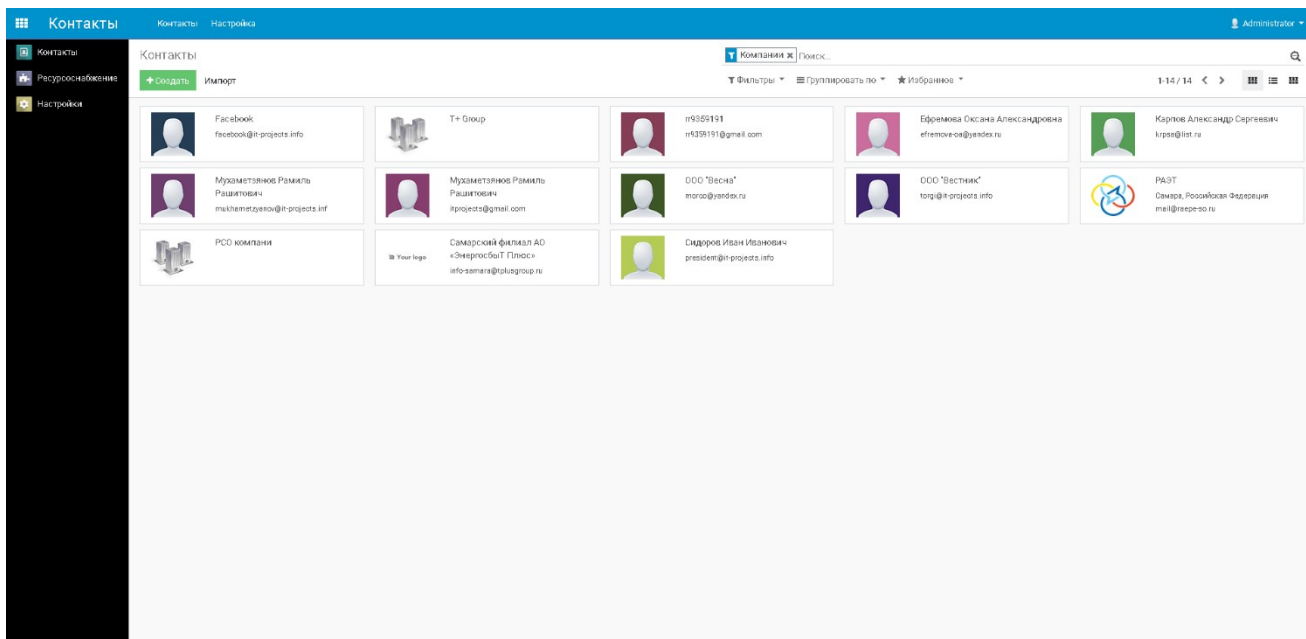 Контакты
Контакты Настройка
Administrator
Контакты
Ресурсоснабжение
Настройки
Контакты
Компании
Поиск...
Создать Импорт
Фильтры Группировать по Избранное
1-14 / 14
Facebook
facebook@it-projects.info
T+ Group
rr9359191
rr9359191@gmail.com
Ефремова Оксана Александровна
efremova-oa@yandex.ru
Карпов Александр Сергеевич
krpsa@list.ru
Мухаметзянов Рамиль
Рашитович
mukhametzyanov@it-projects.inf
Мухаметзянов Рамиль
Рашитович
itprojects@gmail.com
ООО "Весна"
moroo@yandex.ru
ООО "Вестник"
torgi@it-projects.info
РАЭТ
Самара, Российская Федерация
mail@raepe-so.ru
РСО компани
Your logo
Самарский филиал АО
«ЭнергосбыТ Плюс»
info-samara@tplusgroup.ru
Сидоров Иван Иванович
president@it-projects.info